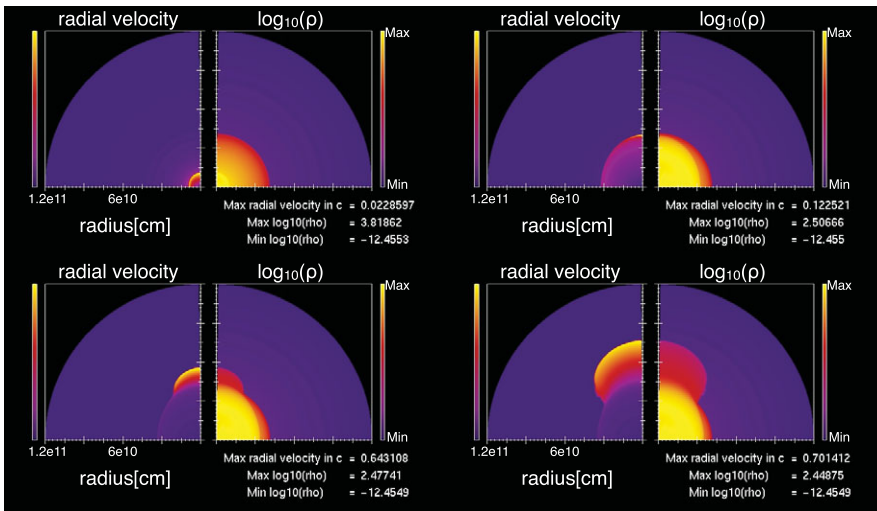 radial velocity log₁₀(ρ)
Max
Min
1.2e11 6e10
radius[cm]
Max radial velocity in c = 0.0228597
Max log10(rho) = 3.81862
Min log10(rho) = -12.4553
radial velocity log₁₀(ρ)
Max
Min
1.2e11 6e10
radius[cm]
Max radial velocity in c = 0.122521
Max log10(rho) = 2.50666
Min log10(rho) = -12.455
radial velocity log₁₀(ρ)
Max
Min
1.2e11 6e10
radius[cm]
Max radial velocity in c = 0.643108
Max log10(rho) = 2.47741
Min log10(rho) = -12.4549
radial velocity log₁₀(ρ)
Max
Min
1.2e11 6e10
radius[cm]
Max radial velocity in c = 0.701412
Max log10(rho) = 2.44875
Min log10(rho) = -12.4549